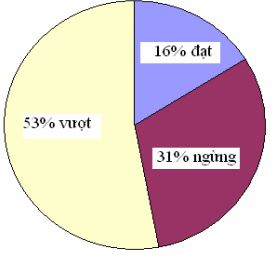 16% đạt
53% vượt
31% ngừng